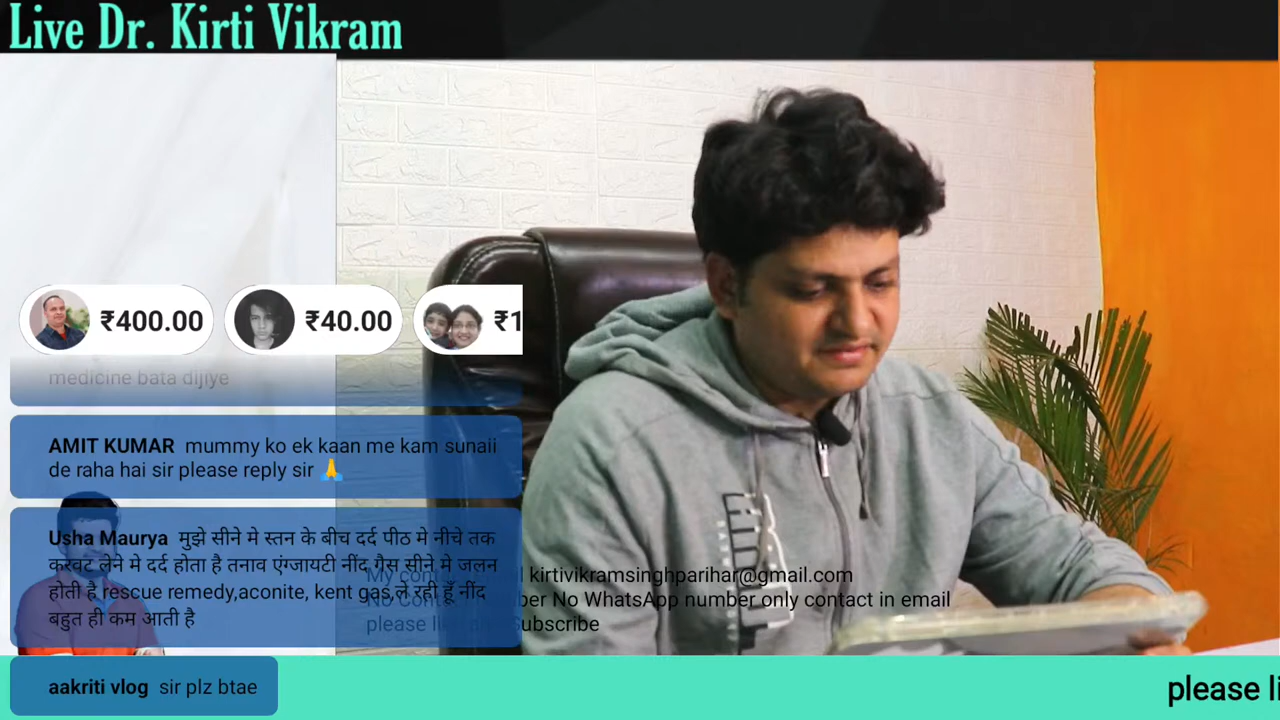 Live Dr. Kirti Vikram
₹400.00
₹40.00
₹1
medicine bata dijiye
AMIT KUMAR mummy ko ek kaan me kam sunaii
de raha hai sir please reply sir 🙏
Usha Maurya मुझे सीने मे स्तन के बीच दर्द पीठ मे नीचे तक
करवट लेने मे दर्द होता है तनाव एंग्जायटी नींद गैस सीने मे जलन
होती है rescue remedy,aconite, kent gas ले रही हूँ नींद
बहुत ही कम आती है
My kirtivikramsinghparihar@gmail.com
No No WhatsApp number only contact in email
please subscribe
aakriti vlog sir plz btae
please li